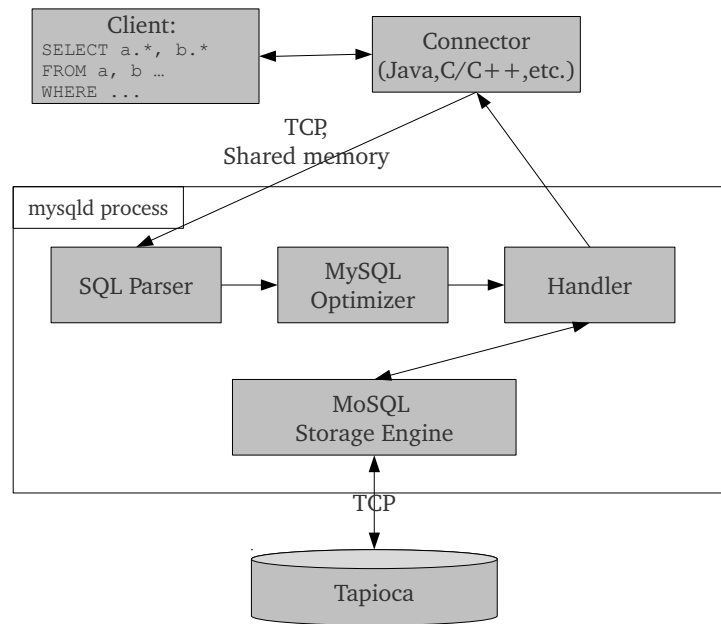 Client:
SELECT a.*, b.*
FROM a, b …
WHERE ...
Connector
(Java,C/C++,etc.)
TCP,
Shared memory
mysqld process
SQL Parser
MySQL
Optimizer
Handler
MoSQL
Storage Engine
TCP
Tapioca